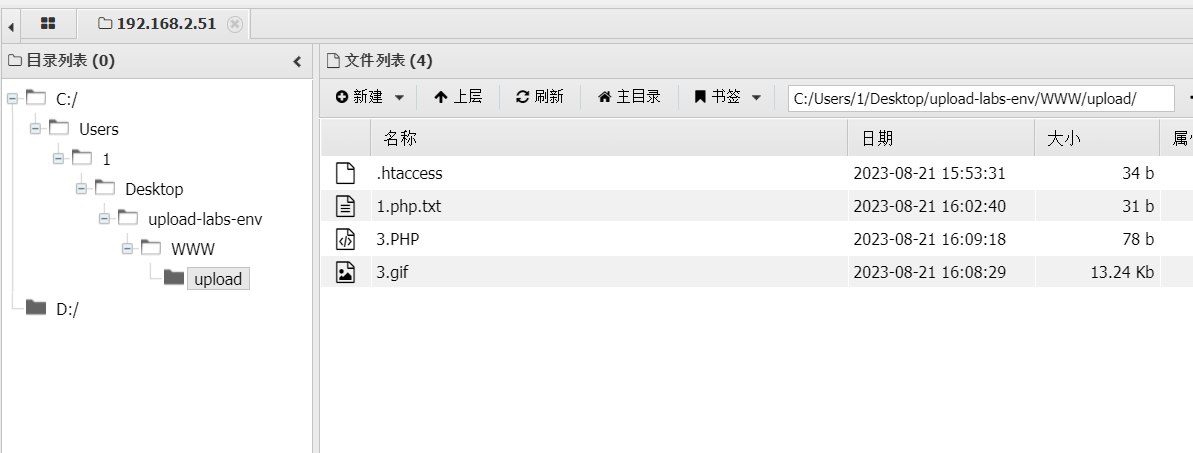 192.168.2.51
目录列表 (0)
文件列表 (4)
新建 上层 刷新 主目录 书签 C:/Users/1/Desktop/upload-labs-env/WWW/upload/
C:/
Users
1
Desktop
upload-labs-env
WWW
upload
D:/
名称 日期 大小
.htaccess 2023-08-21 15:53:31 34 b
1.php.txt 2023-08-21 16:02:40 31 b
3.PHP 2023-08-21 16:09:18 78 b
3.gif 2023-08-21 16:08:29 13.24 Kb